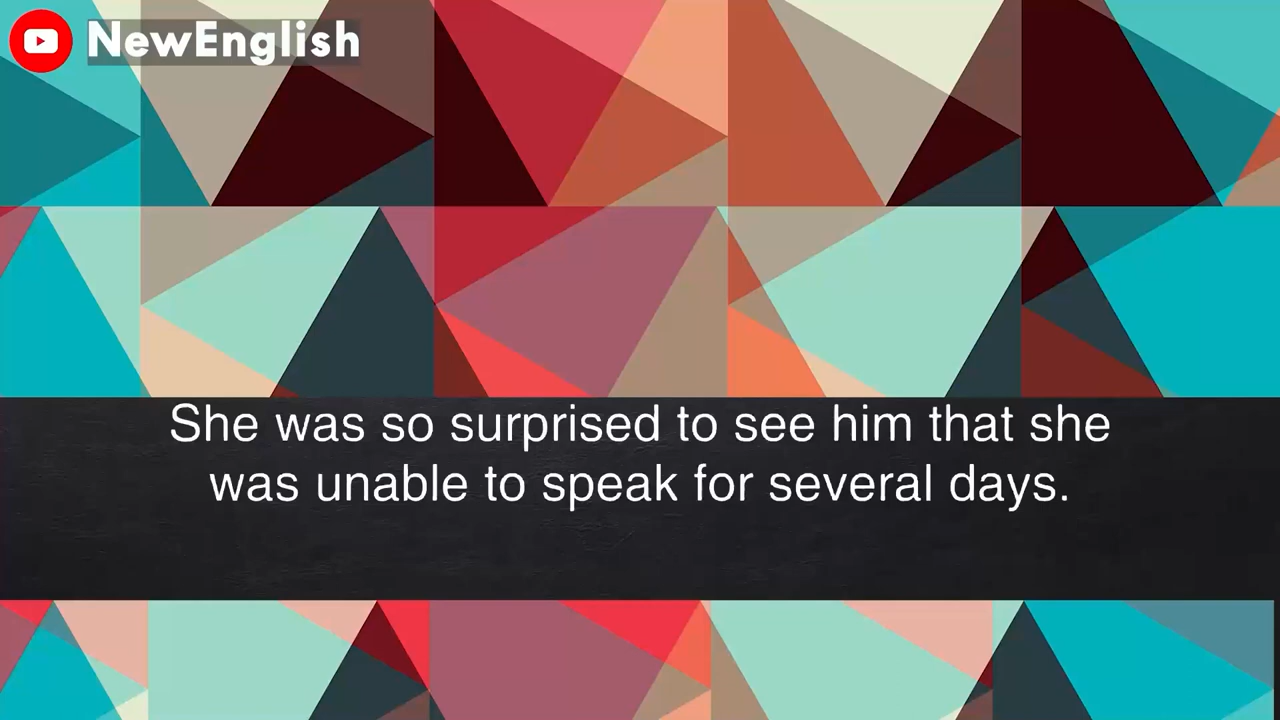 NewEnglish
She was so surprised to see him that she
was unable to speak for several days.